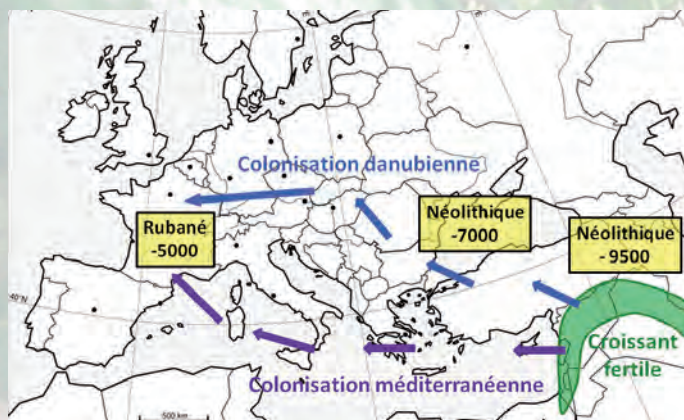 Colonisation danubienne
Rubané
-5000
Néolithique
-7000
Néolithique
- 9500
Croissant
fertile
Colonisation méditerranéenne
40°N
500 km